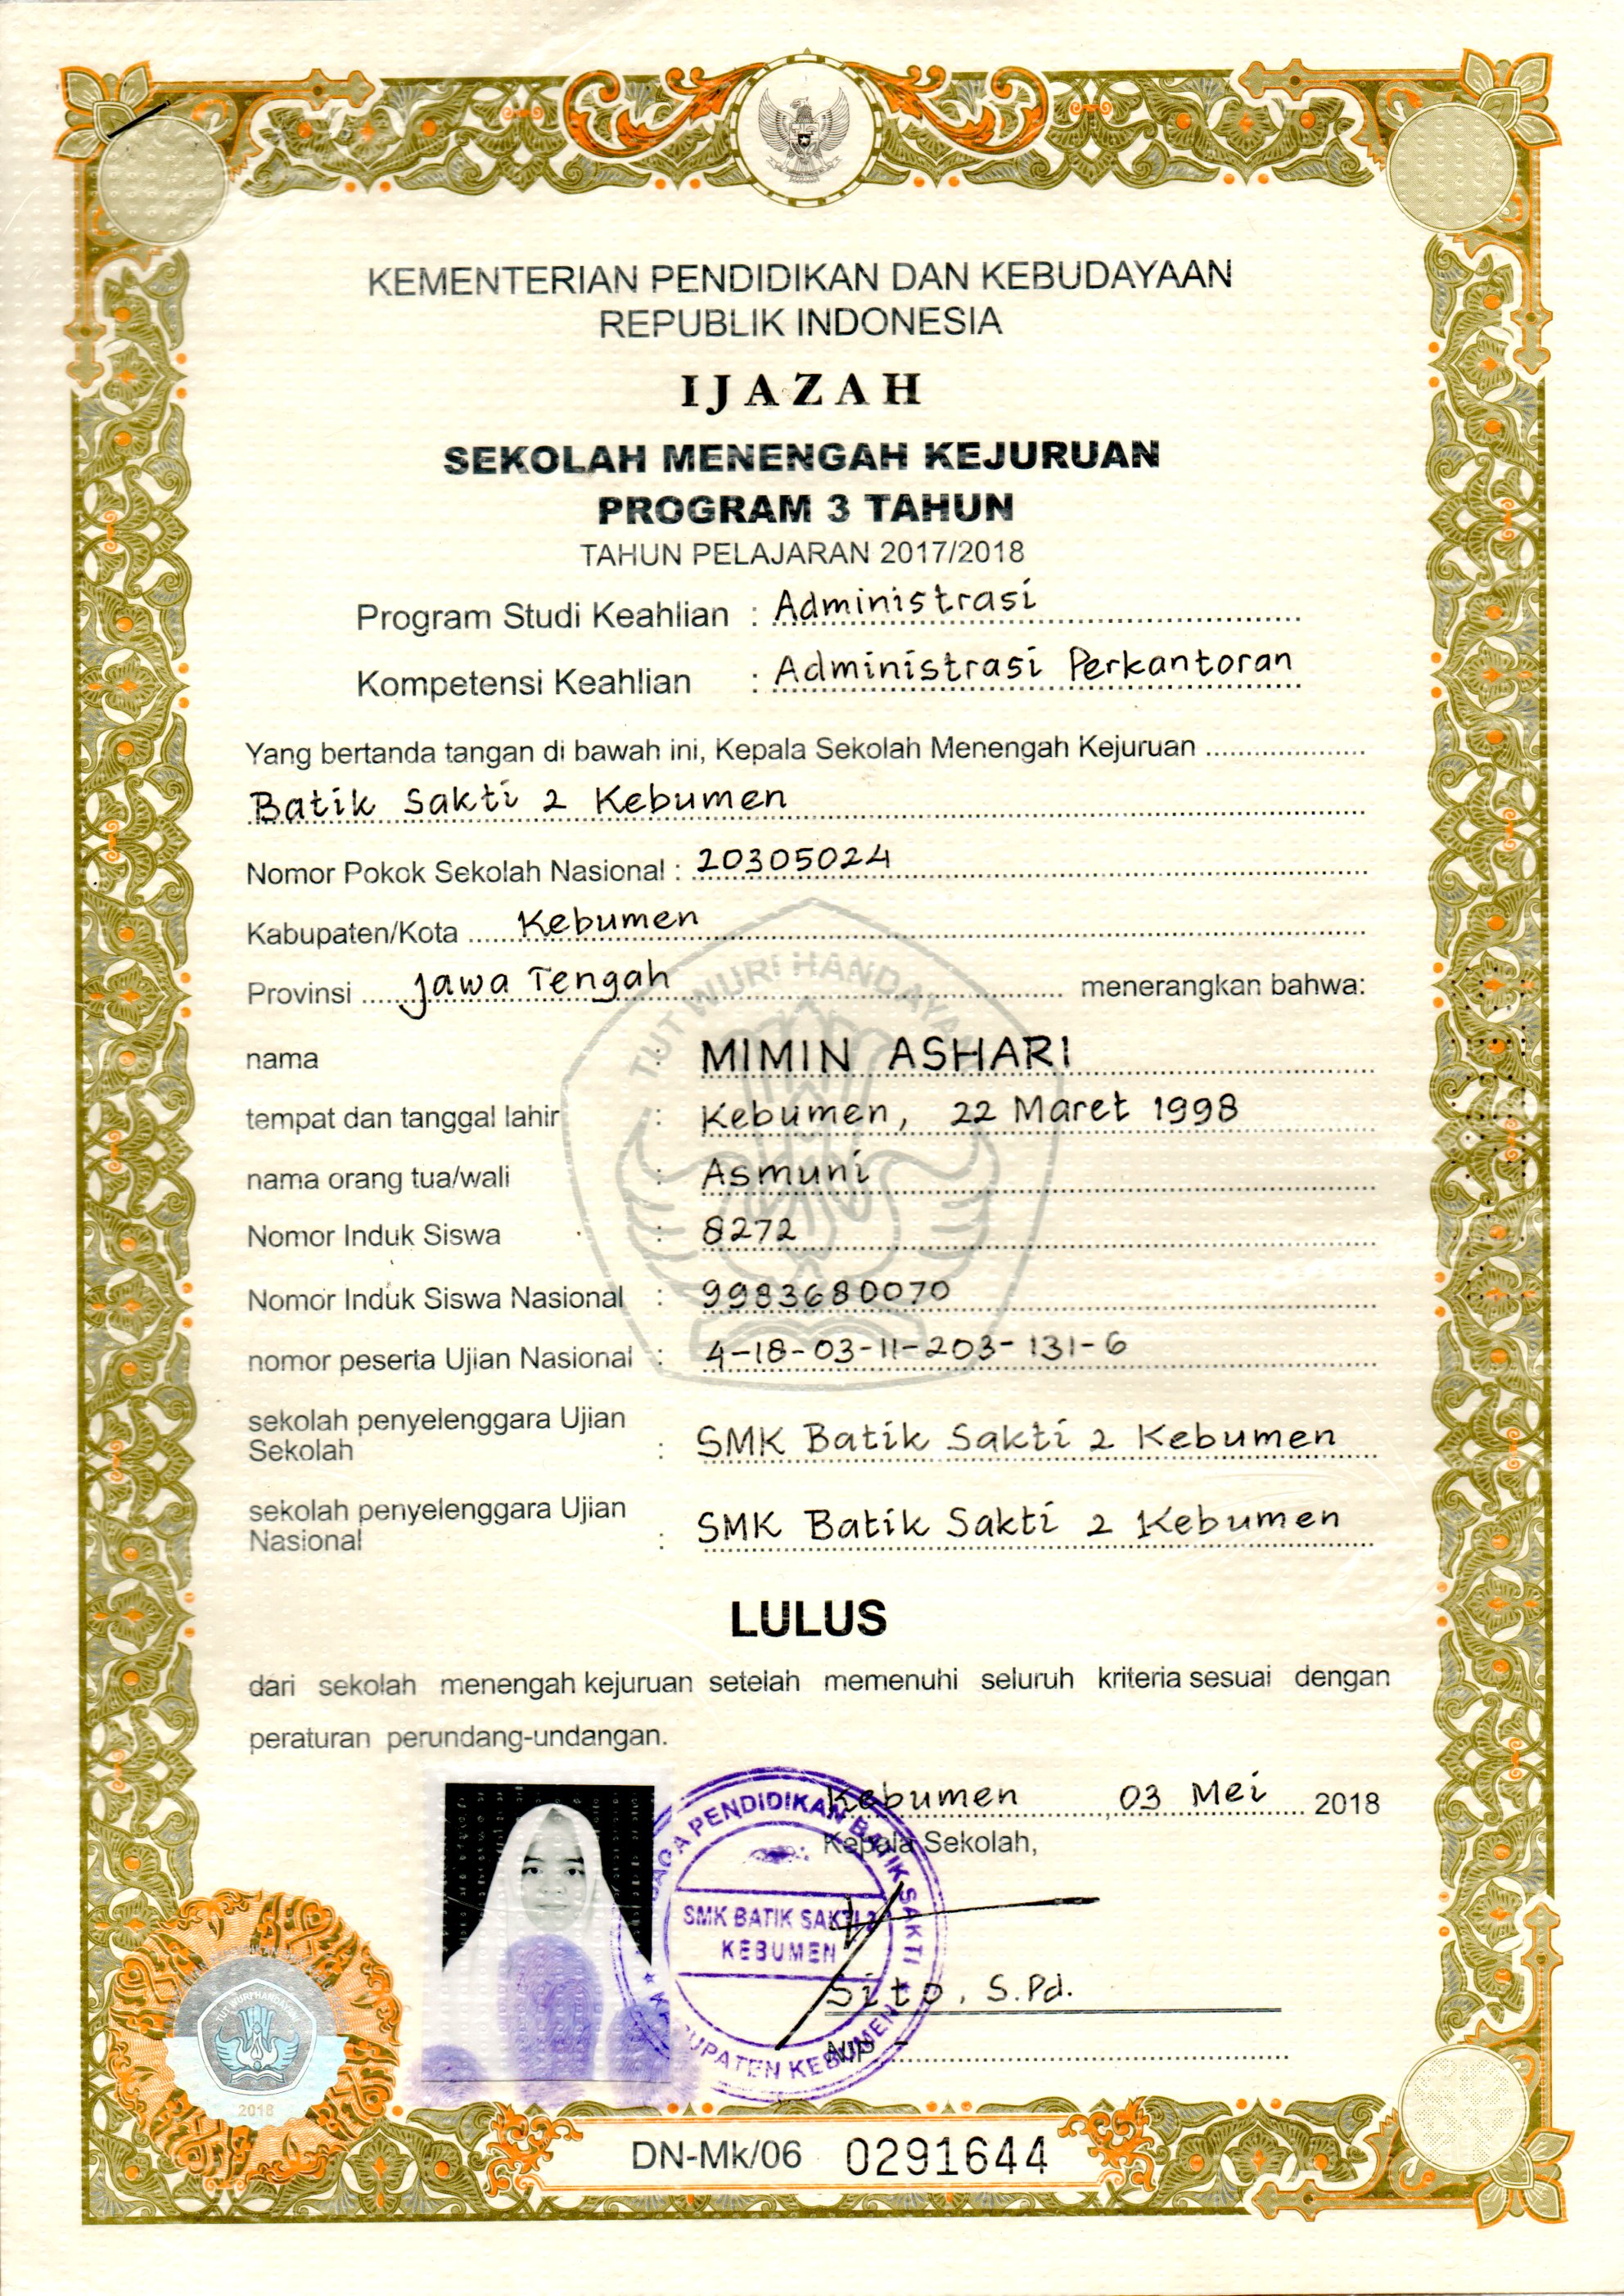 KEMENTERIAN PENDIDIKAN DAN KEBUDAYAAN
REPUBLIK INDONESIA
IJAZAH
SEKOLAH MENENGAH KEJURUAN
PROGRAM 3 TAHUN
TAHUN PELAJARAN 2017/2018
Program Studi Keahlian : Administrasi
Kompetensi Keahlian : Administrasi Perkantoran
Yang bertanda tangan di bawah ini, Kepala Sekolah Menengah Kejuruan
Batik Sakti 2 Kebumen
Nomor Pokok Sekolah Nasional : 20305024
Kabupaten/Kota Kebumen
Provinsi Jawa Tengah menerangkan bahwa:
TUT WURI HANDAYANI
nama : MIMIN ASHARI
tempat dan tanggal lahir : Kebumen, 22 Maret 1998
nama orang tua/wali : Asmuni
Nomor Induk Siswa : 8272
Nomor Induk Siswa Nasional : 9983680070
nomor peserta Ujian Nasional : 4-18-03-11-203-131-6
sekolah penyelenggara Ujian
Sekolah : SMK Batik Sakti 2 Kebumen
sekolah penyelenggara Ujian
Nasional : SMK Batik Sakti 2 Kebumen
LULUS
dari sekolah menengah kejuruan setelah memenuhi seluruh kriteria sesuai dengan
peraturan perundang-undangan.
Kebumen, 03 Mei 2018
Kepala Sekolah,
PENDIDIKAN BATIK SAKTI
SMK BATIK SAKTI 2
KEBUMEN
KABUPATEN KEBUMEN
Sito, S.Pd.
NIP -
TUT WURI HANDAYANI
2018
DN-Mk/06 0291644